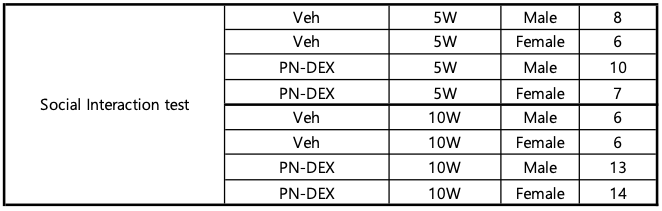 Social Interaction test
Veh 5W Male 8
Veh 5W Female 6
PN-DEX 5W Male 10
PN-DEX 5W Female 7
Veh 10W Male 6
Veh 10W Female 6
PN-DEX 10W Male 13
PN-DEX 10W Female 14